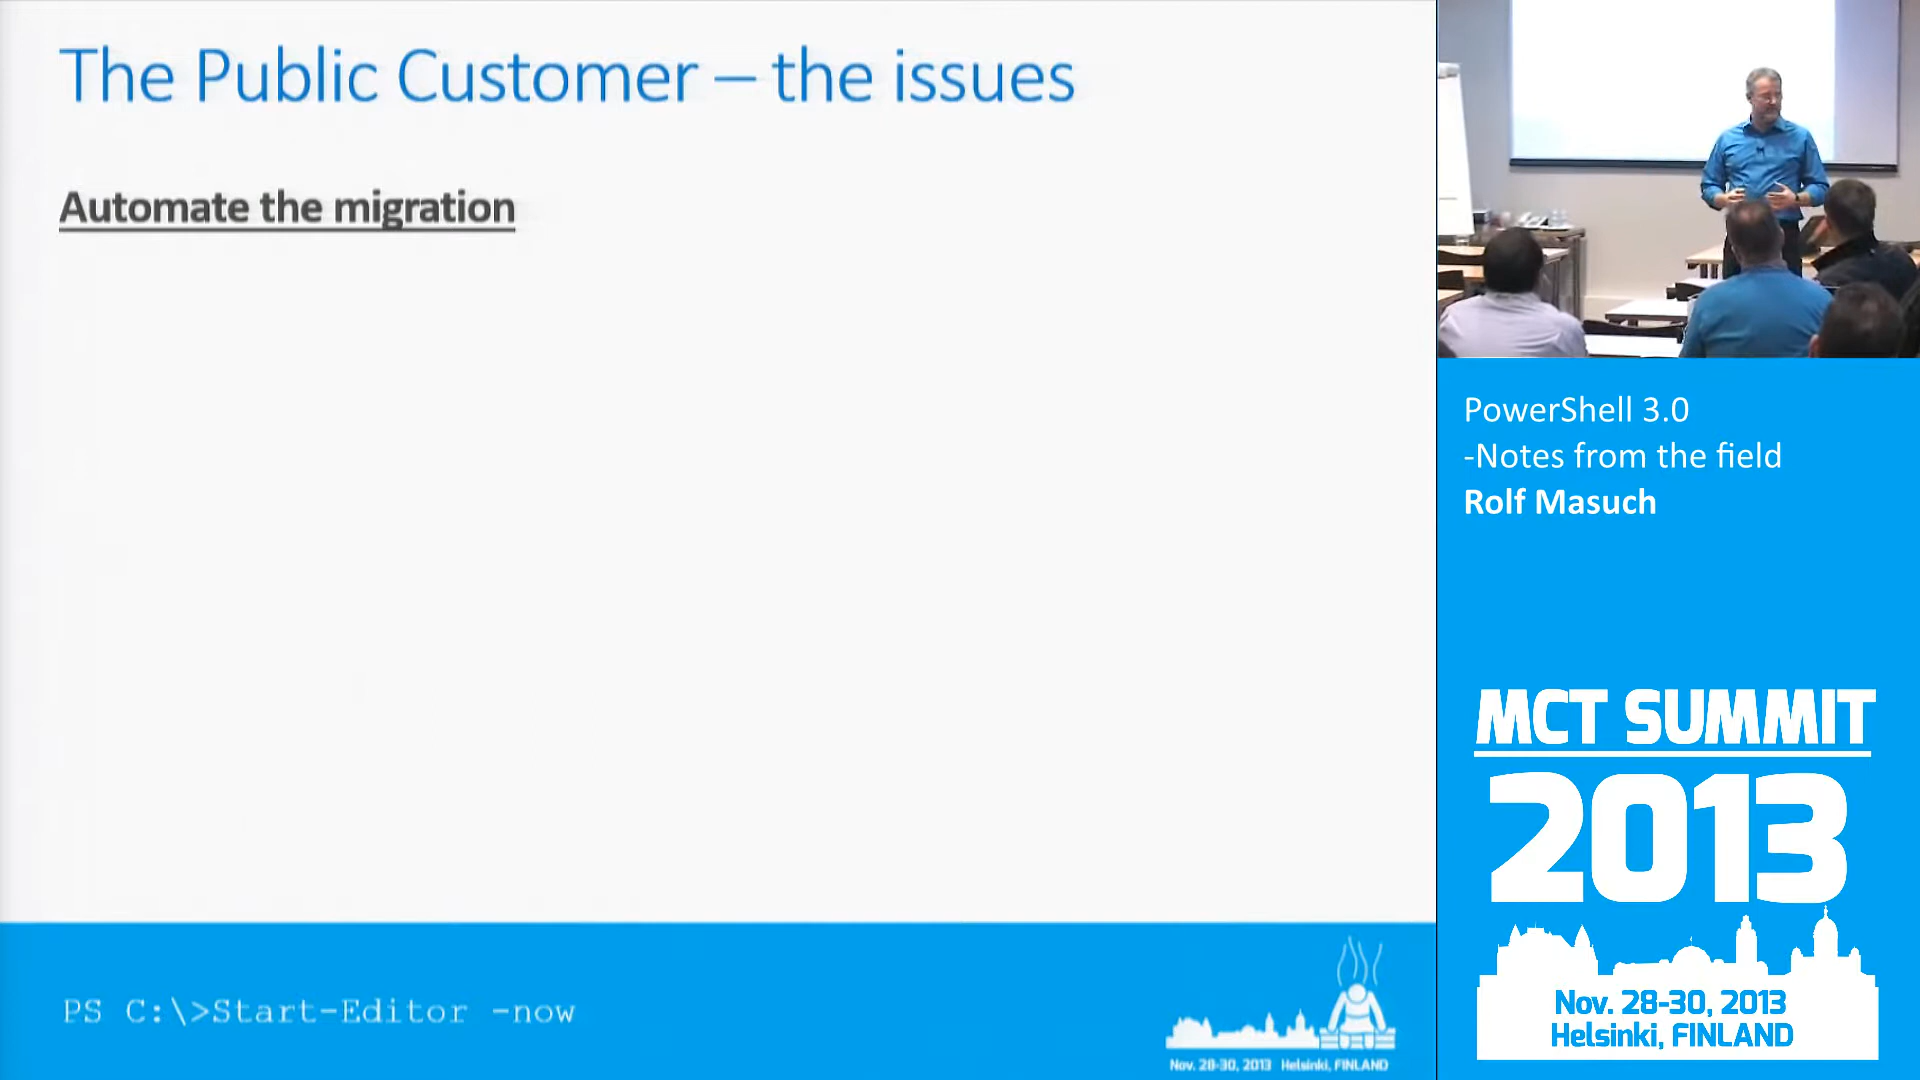 The Public Customer – the issues
Automate the migration
PS C:\>Start-Editor -now
Nov. 28-30, 2013 Helsinki, FINLAND
PowerShell 3.0
-Notes from the field
Rolf Masuch
MCT SUMMIT
2013
Nov. 28-30, 2013
Helsinki, FINLAND